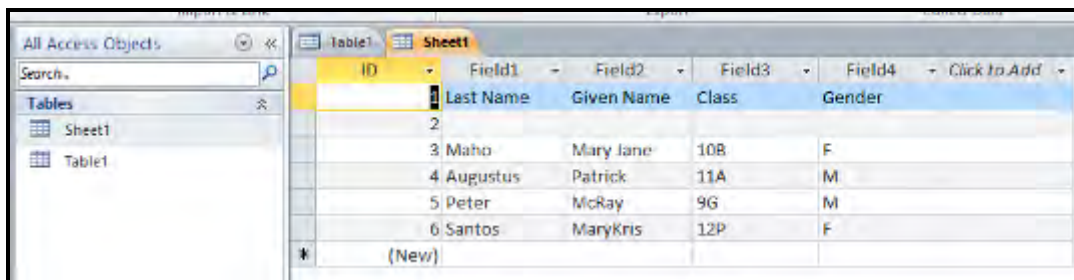 All Access Objects
Search..
Tables
Sheet1
Table1
Table1 Sheet1
ID Field1 Field2 Field3 Field4 Click to Add
1 Last Name Given Name Class Gender
2
3 Maho Mary Jane 10B F
4 Augustus Patrick 11A M
5 Peter McRay 9G M
6 Santos MaryKris 12P F
* (New)